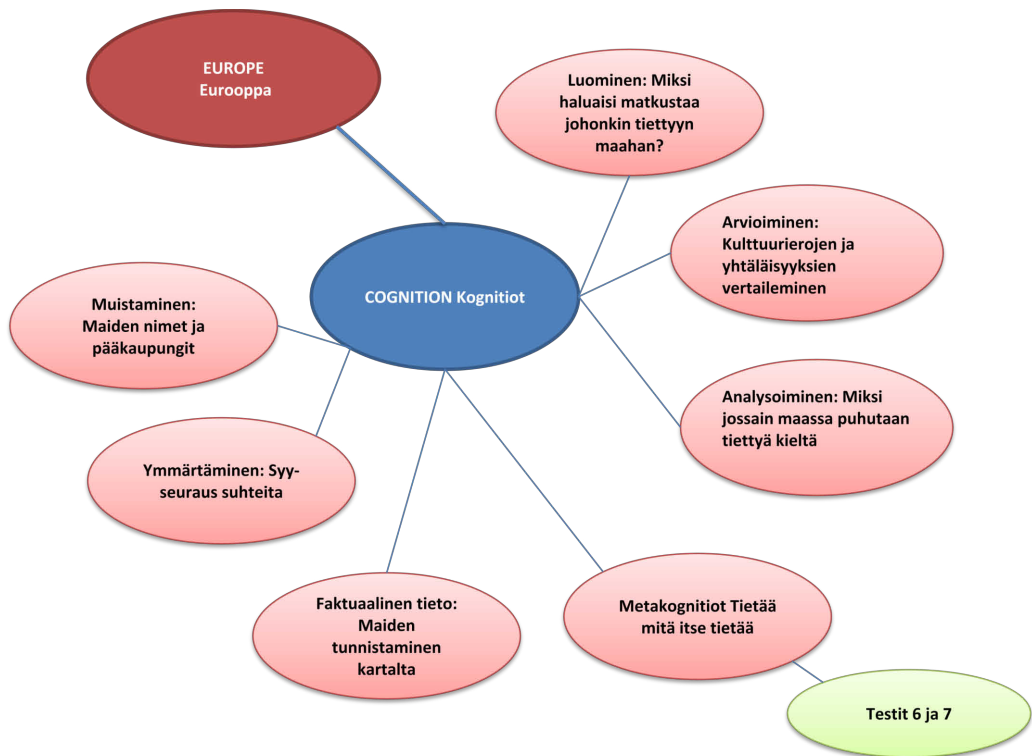 EUROPE
Eurooppa
Luominen: Miksi
haluaisi matkustaa
johonkin tiettyyn
maahan?
Arvioiminen:
Kulttuurierojen ja
yhtäläisyyksien
vertaileminen
COGNITION Kognitiot
Muistaminen:
Maiden nimet ja
pääkaupungit
Analysoiminen: Miksi
jossain maassa puhutaan
tiettyä kieltä
Ymmärtäminen: Syy-
seuraus suhteita
Faktuaalinen tieto:
Maiden
tunnistaminen
kartalta
Metakognitiot Tietää
mitä itse tietää
Testit 6 ja 7